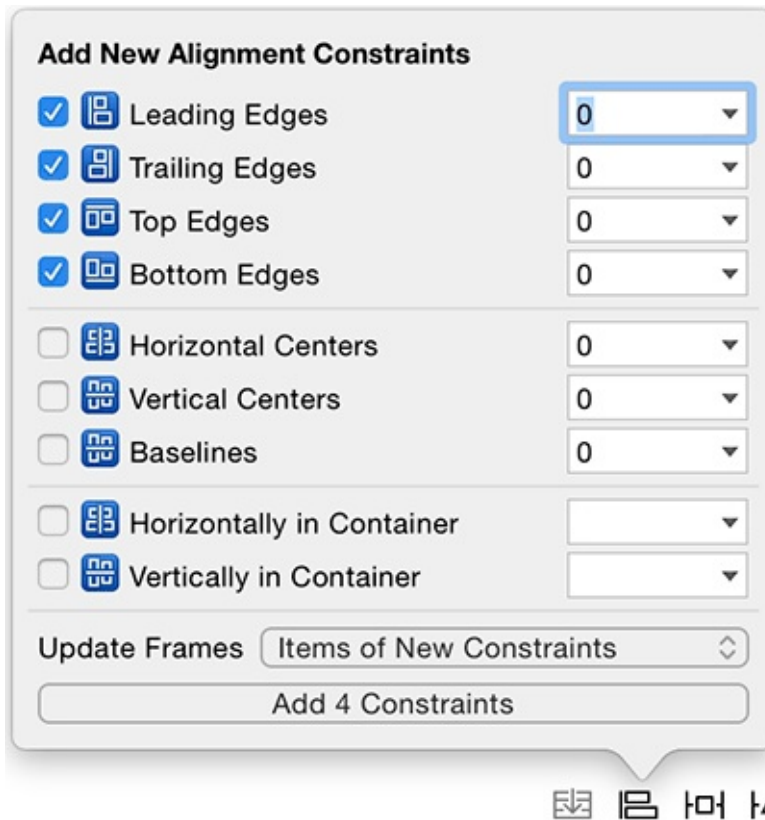 Add New Alignment Constraints
Leading Edges 0
Trailing Edges 0
Top Edges 0
Bottom Edges 0
Horizontal Centers 0
Vertical Centers 0
Baselines 0
Horizontally in Container
Vertically in Container
Update Frames Items of New Constraints
Add 4 Constraints